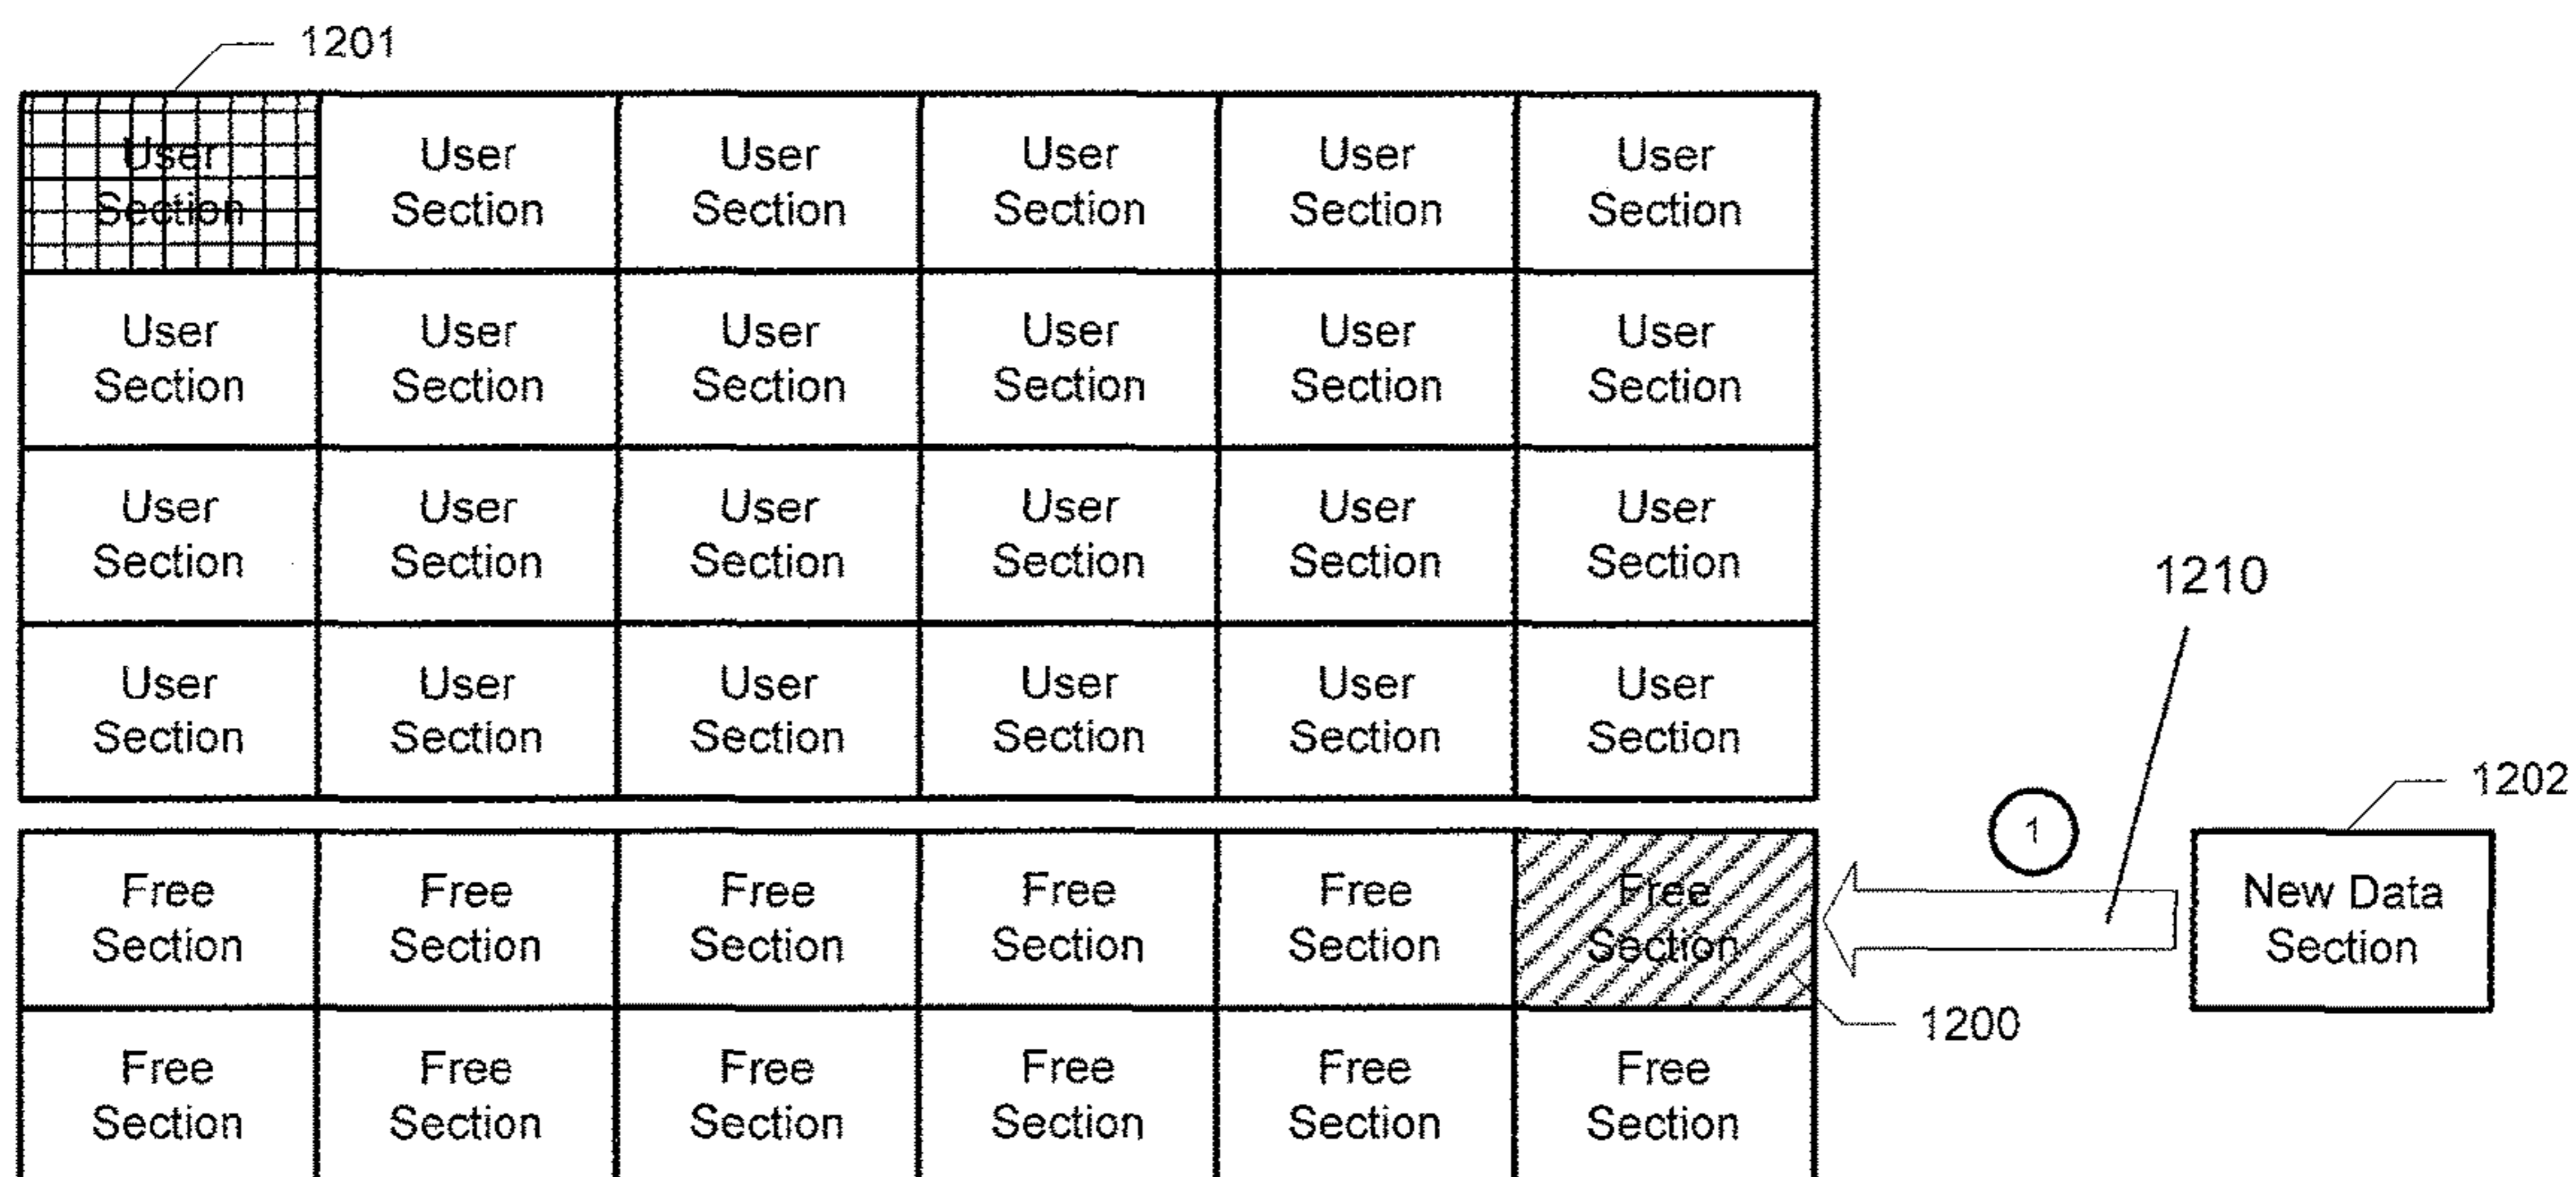 1201
User User User User User User
Section Section Section Section Section Section
User User User User User User
Section Section Section Section Section Section
User User User User User User
Section Section Section Section Section Section
1210
User User User User User User
Section Section Section Section Section Section
1202
1
Free Free Free Free Free Free New Data
Section Section Section Section Section Section Section
1200
Free Free Free Free Free Free
Section Section Section Section Section Section